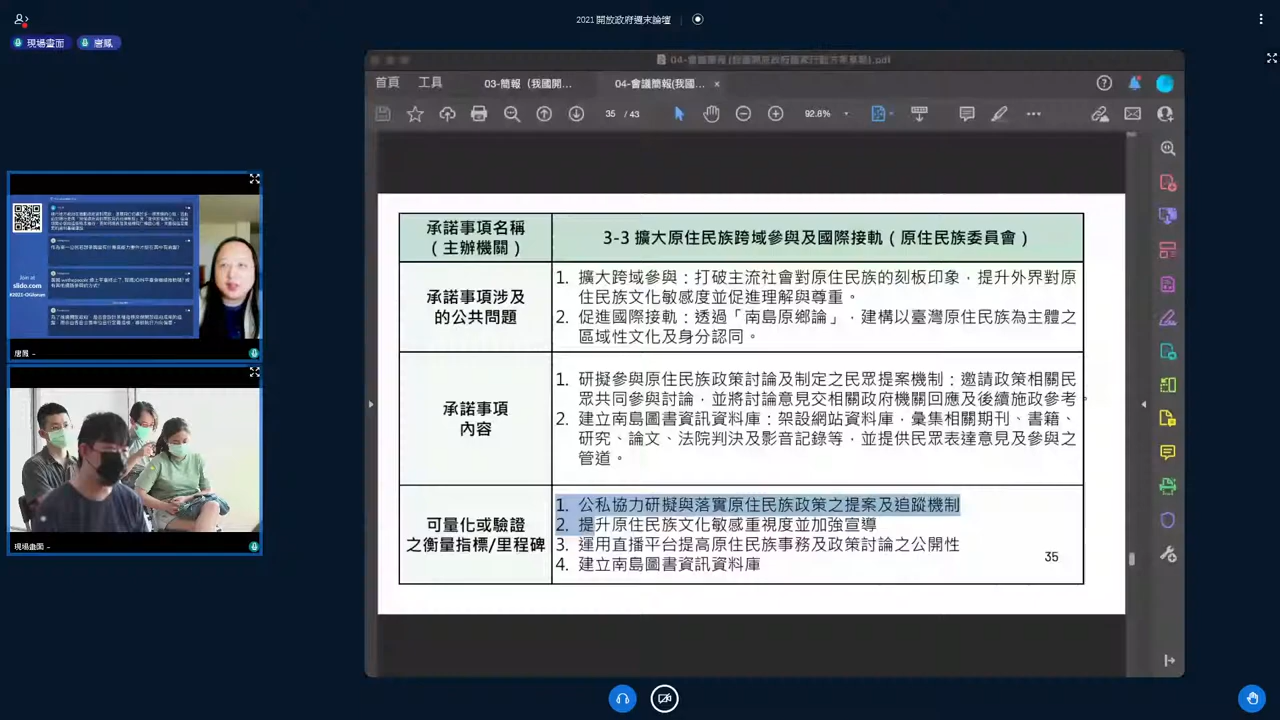 2021 開放政府週末論壇
現場畫面
唐鳳
首頁
工具
03-簡報（我國開...
04-會議簡報(我國...
35 / 43
92.8%
承諾事項名稱
（主辦機關）
3-3 擴大原住民族跨域參與及國際接軌（原住民族委員會）
承諾事項涉及
的公共問題
1. 擴大跨域參與：打破主流社會對原住民族的刻板印象，提升外界對原
住民族文化敏感度並促進理解與尊重。
2. 促進國際接軌：透過「南島原鄉論」，建構以臺灣原住民族為主體之
區域性文化及身分認同。
承諾事項
內容
1. 研擬參與原住民族政策討論及制定之民眾提案機制：邀請政策相關民
眾共同參與討論，並將討論意見交相關政府機關回應及後續施政參考。
2. 建立南島圖書資訊資料庫：架設網站資料庫，彙集相關期刊、書籍、
研究、論文、法院判決及影音記錄等，並提供民眾表達意見及參與之
管道。
可量化或驗證
之衡量指標/里程碑
1. 公私協力研擬與落實原住民族政策之提案及追蹤機制
2. 提升原住民族文化敏感重視度並加強宣導
3. 運用直播平台提高原住民族事務及政策討論之公開性
4. 建立南島圖書資訊資料庫
35
Join at
slido.com
唐鳳
現場畫面